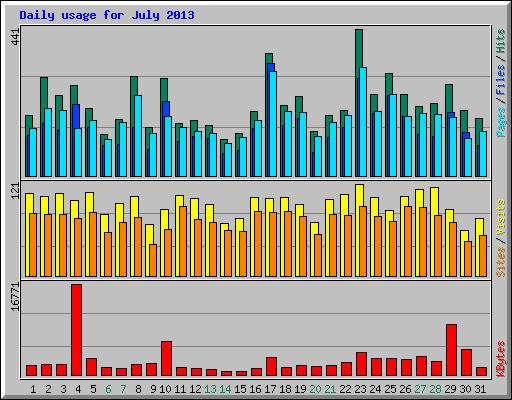 Daily usage for July 2013
441
Pages / Files / Hits
121
Sites / Visits
16771
KBytes
1 2 3 4 5 6 7 8 9 10 11 12 13 14 15 16 17 18 19 20 21 22 23 24 25 26 27 28 29 30 31